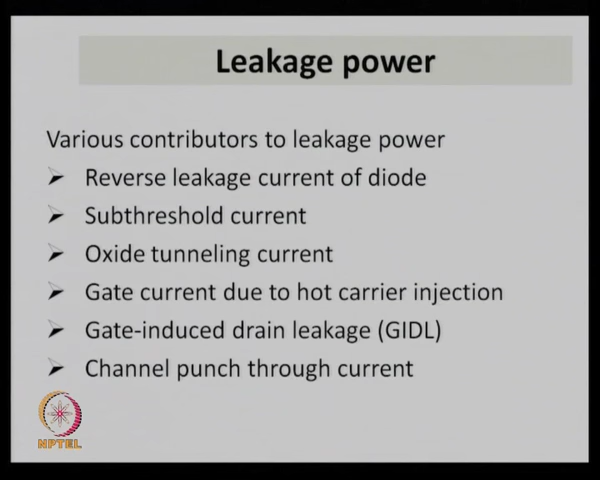 Leakage power
Various contributors to leakage power
➢ Reverse leakage current of diode
➢ Subthreshold current
➢ Oxide tunneling current
➢ Gate current due to hot carrier injection
➢ Gate-induced drain leakage (GIDL)
➢ Channel punch through current
NPTEL